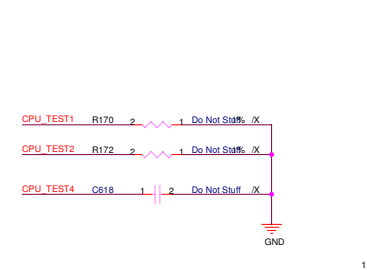 CPU_TEST1 R170 2 1 Do Not Stuff /X
CPU_TEST2 R172 2 1 Do Not Stuff /X
CPU_TEST4 C618 1 2 Do Not Stuff /X
GND
1